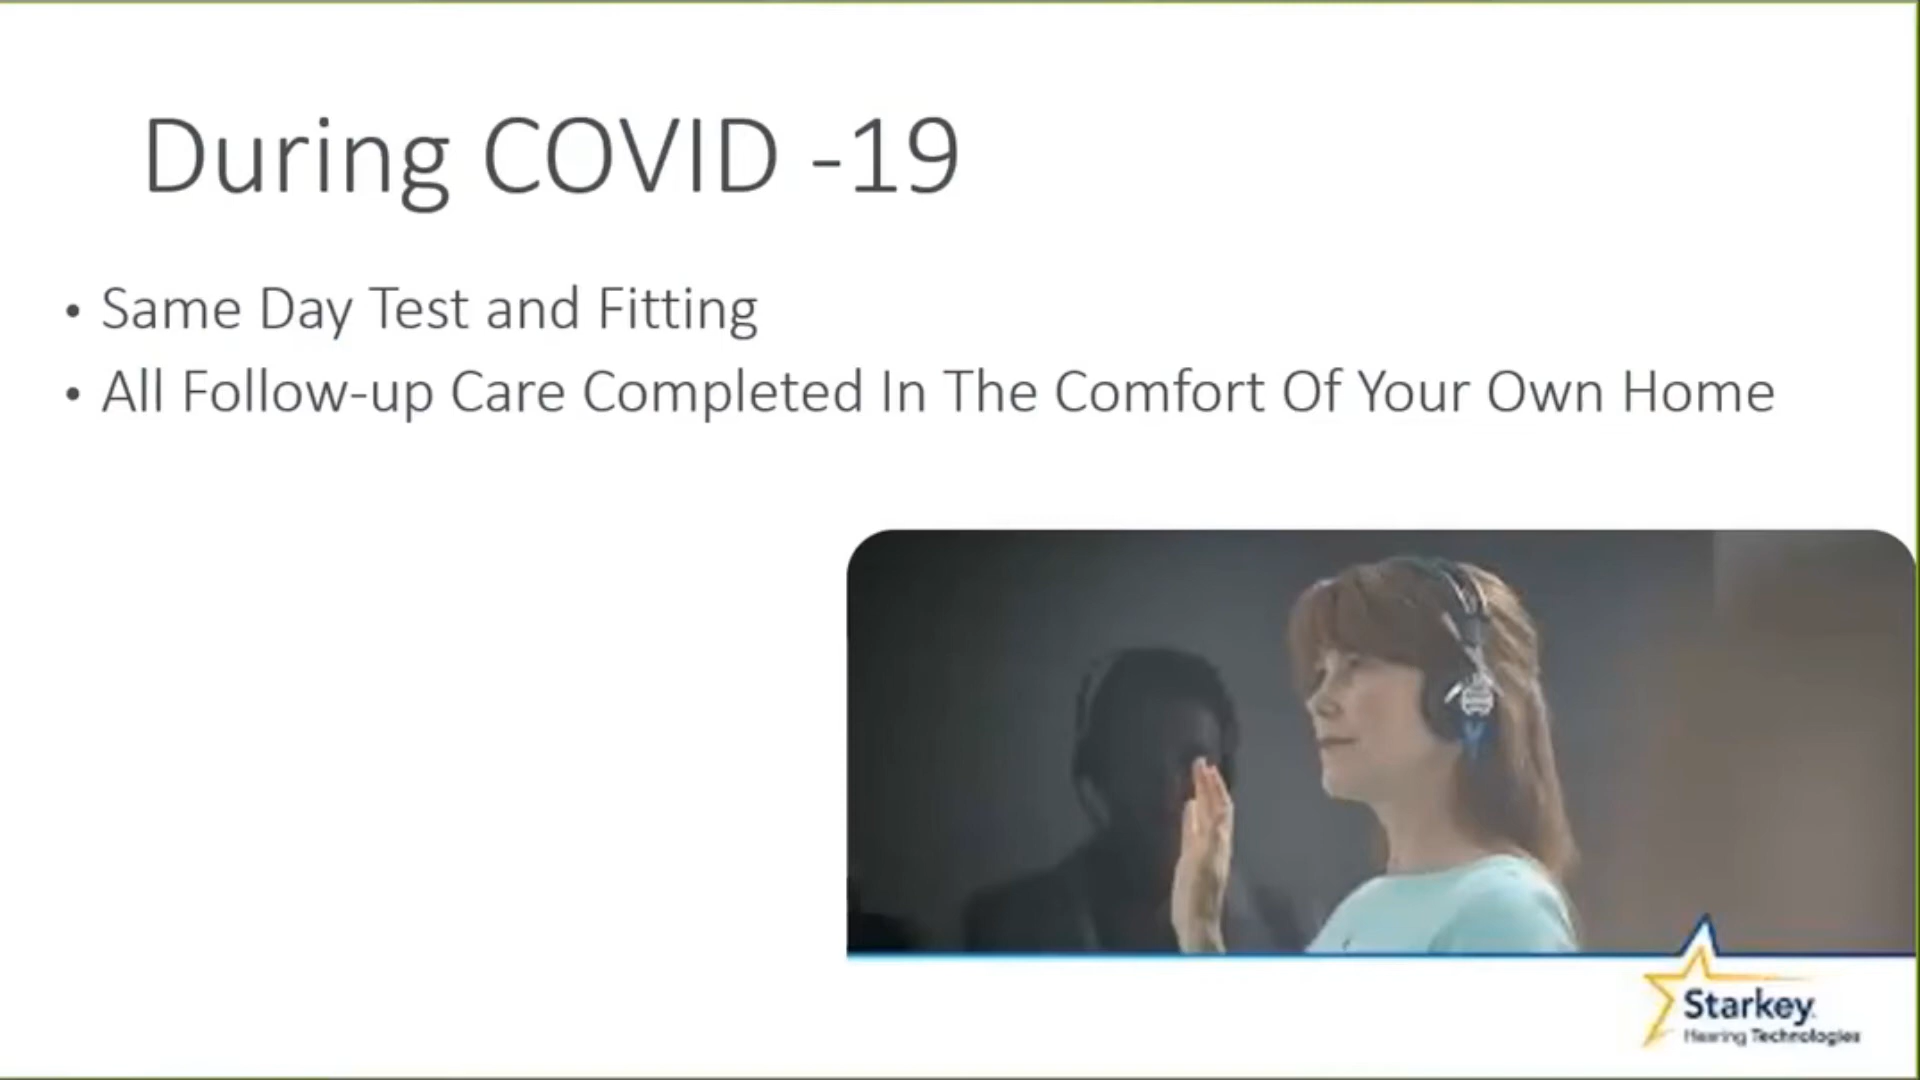 During COVID -19
• Same Day Test and Fitting
• All Follow-up Care Completed In The Comfort Of Your Own Home
Starkey
Hearing Technologies